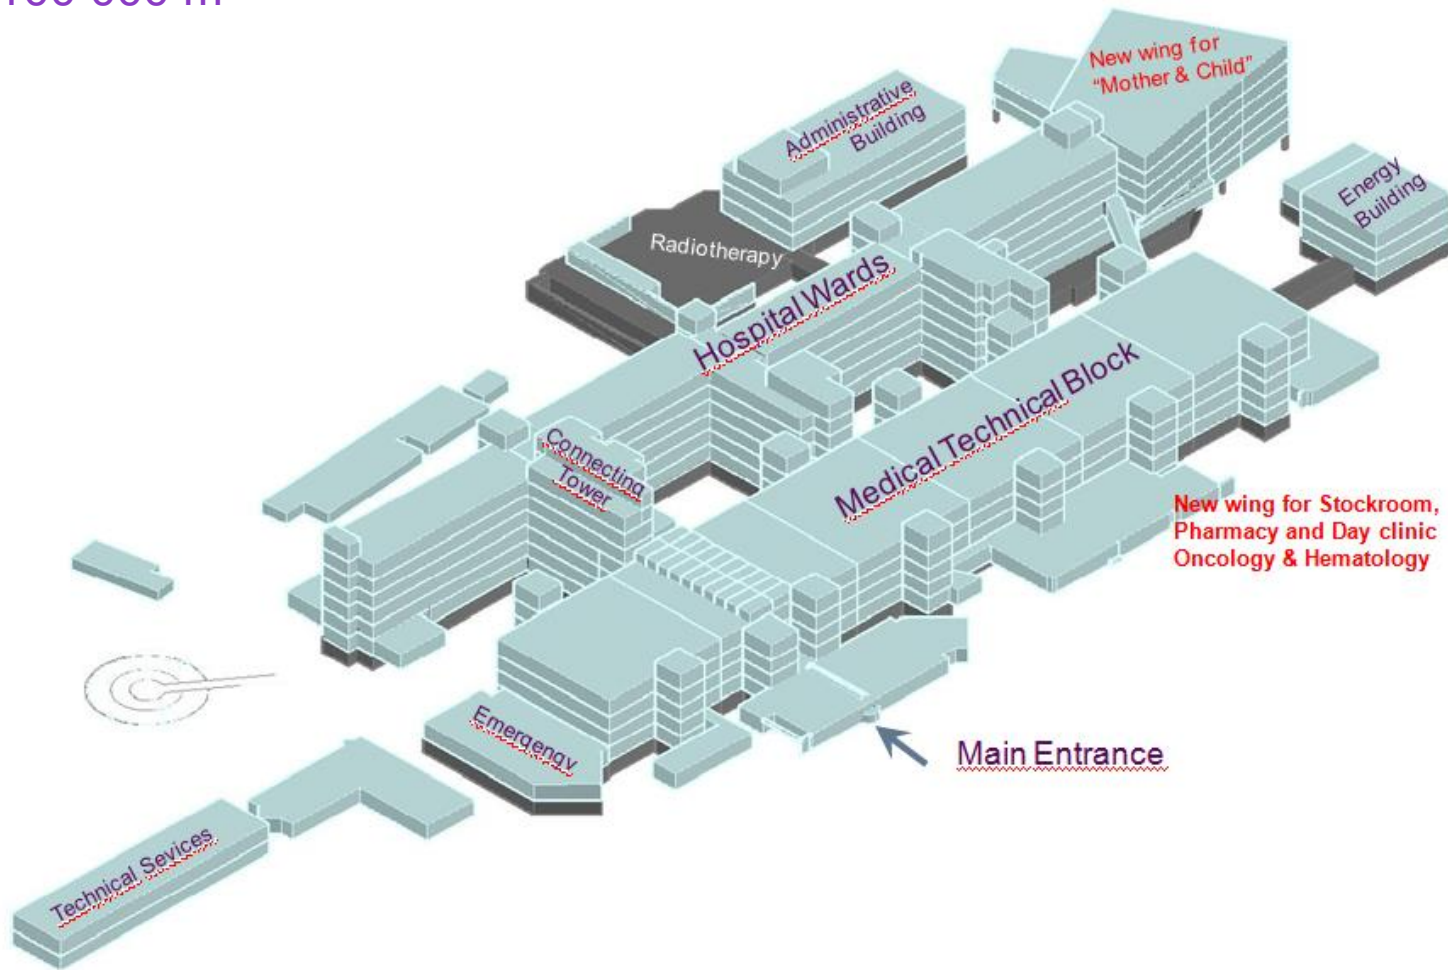 New wing for
“Mother & Child”
Administrative
Building
Energy
Building
Radiotherapy
Hospital Wards
Medical Technical Block
Connecting
Tower
New wing for Stockroom,
Pharmacy and Day clinic
Oncology & Hematology
Emergengy
Main Entrance
Technical Sevices